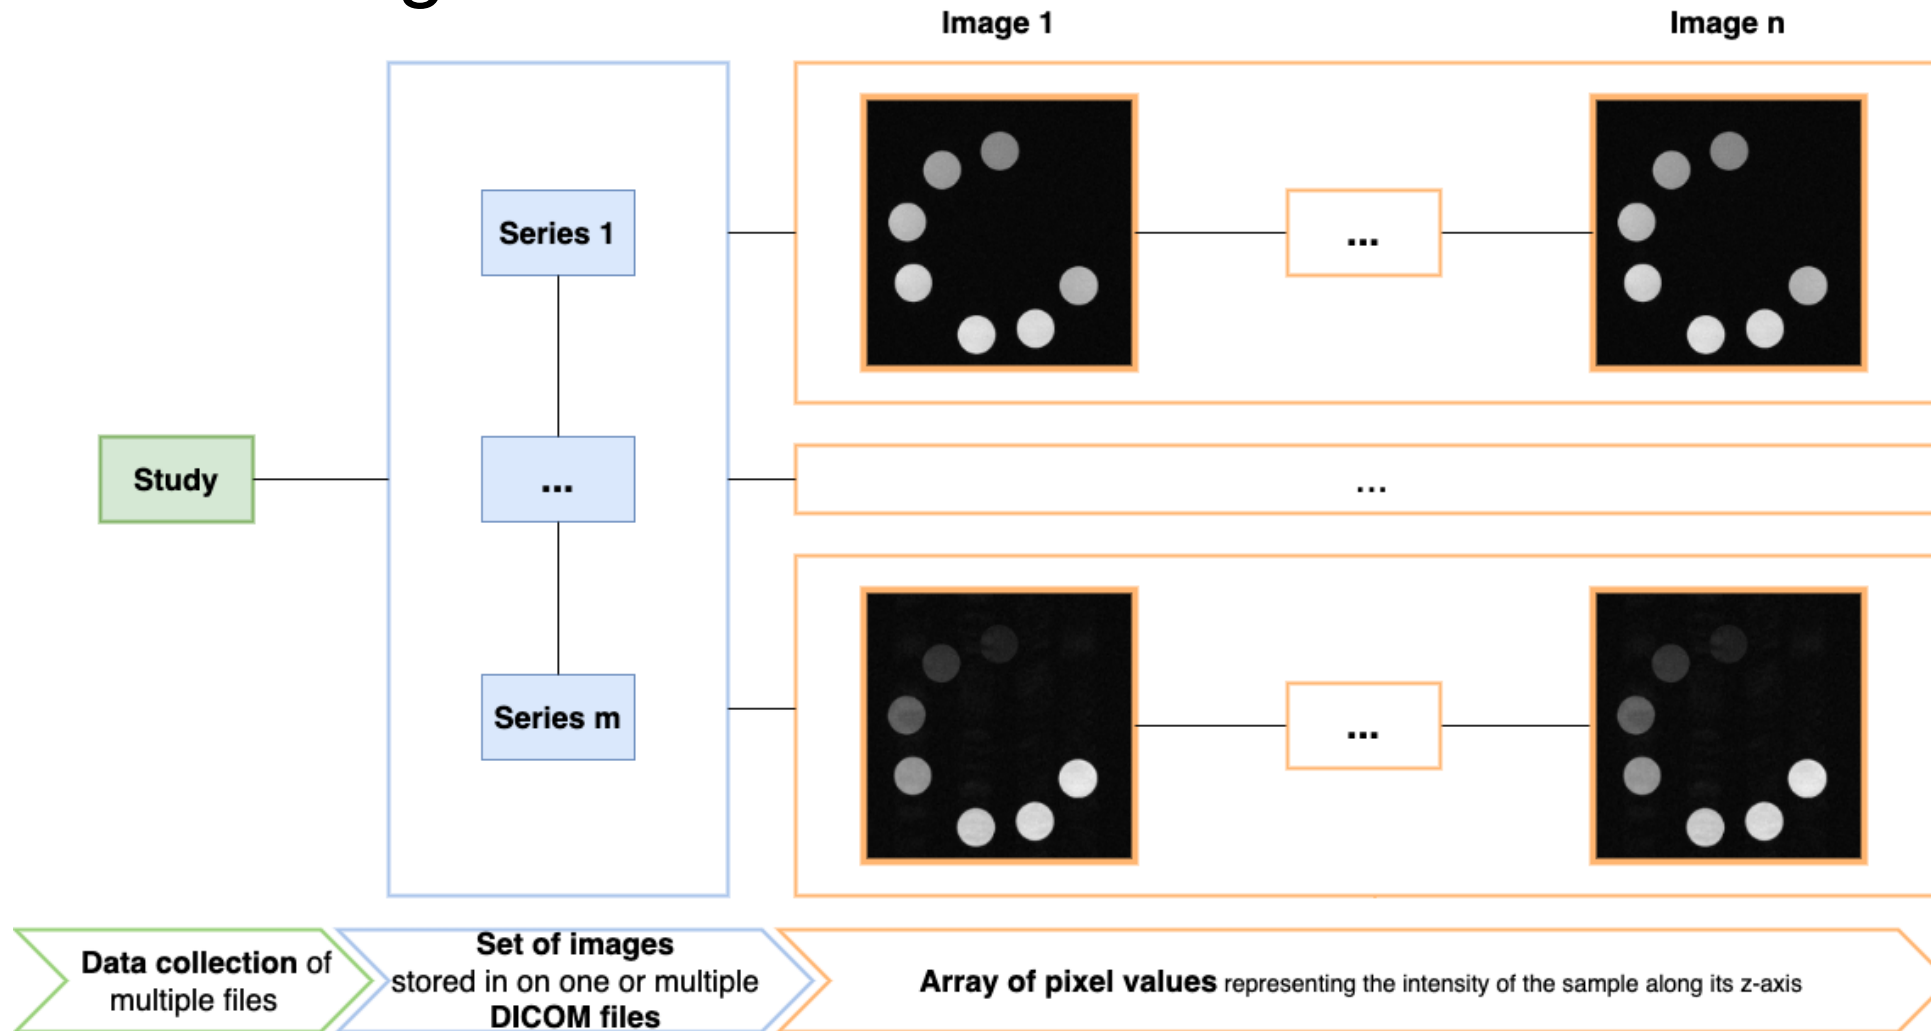 Image 1
Image n
Series 1
...
...
Study
...
...
Series m
...
Data collection of
multiple files
Set of images
stored in on one or multiple
DICOM files
Array of pixel values representing the intensity of the sample along its z-axis